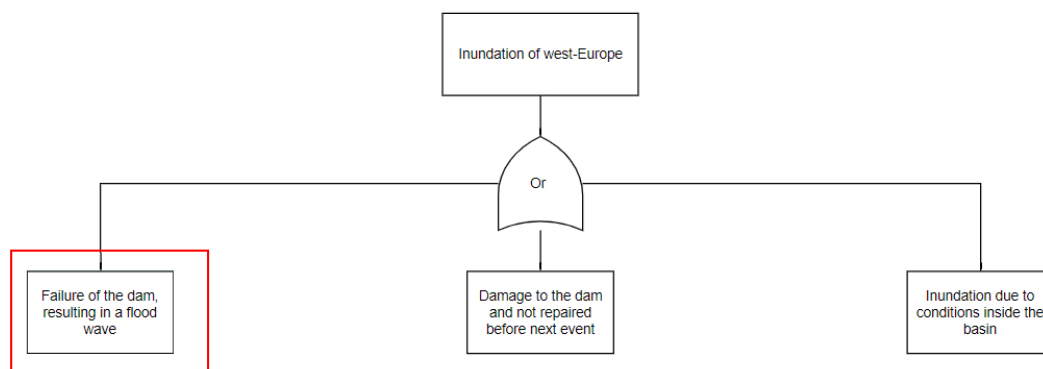 Inundation of west-Europe
Or
Failure of the dam,
resulting in a flood
wave
Damage to the dam
and not repaired
before next event
Inundation due to
conditions inside the
basin